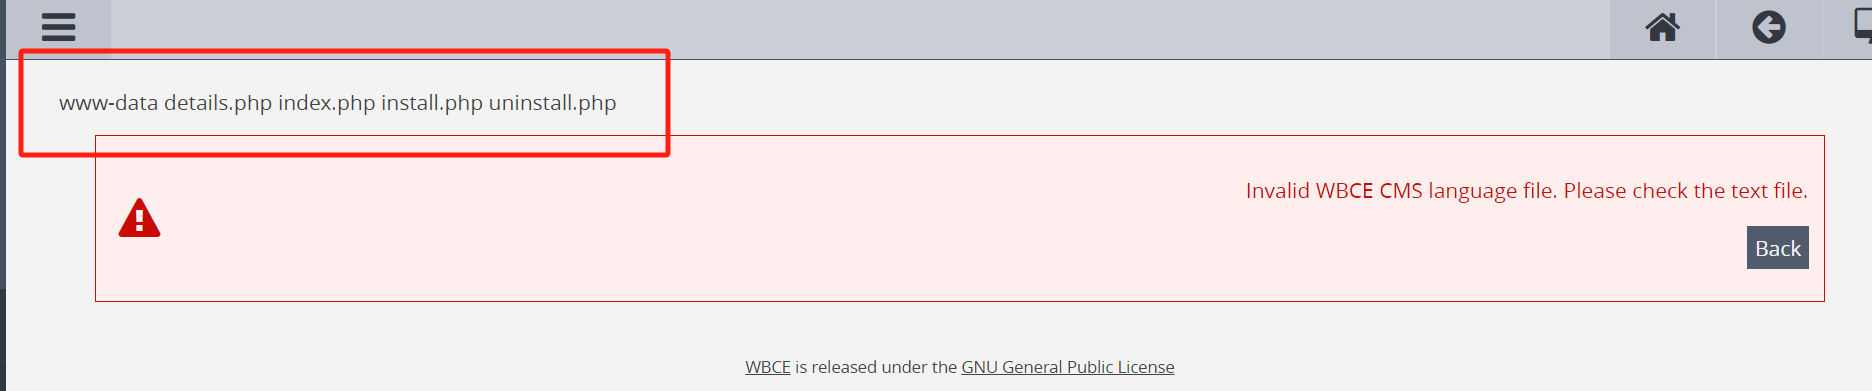 www-data details.php index.php install.php uninstall.php
Invalid WBCE CMS language file. Please check the text file.
Back
WBCE is released under the GNU General Public License